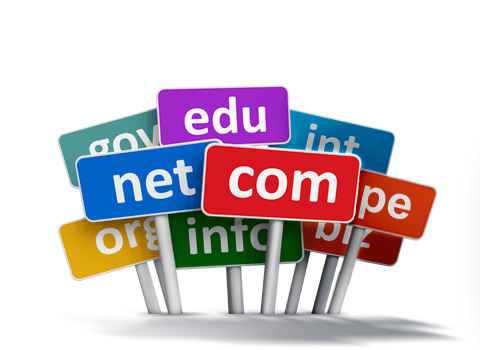 edu
gov
int
net
com
pe
org
info
biz